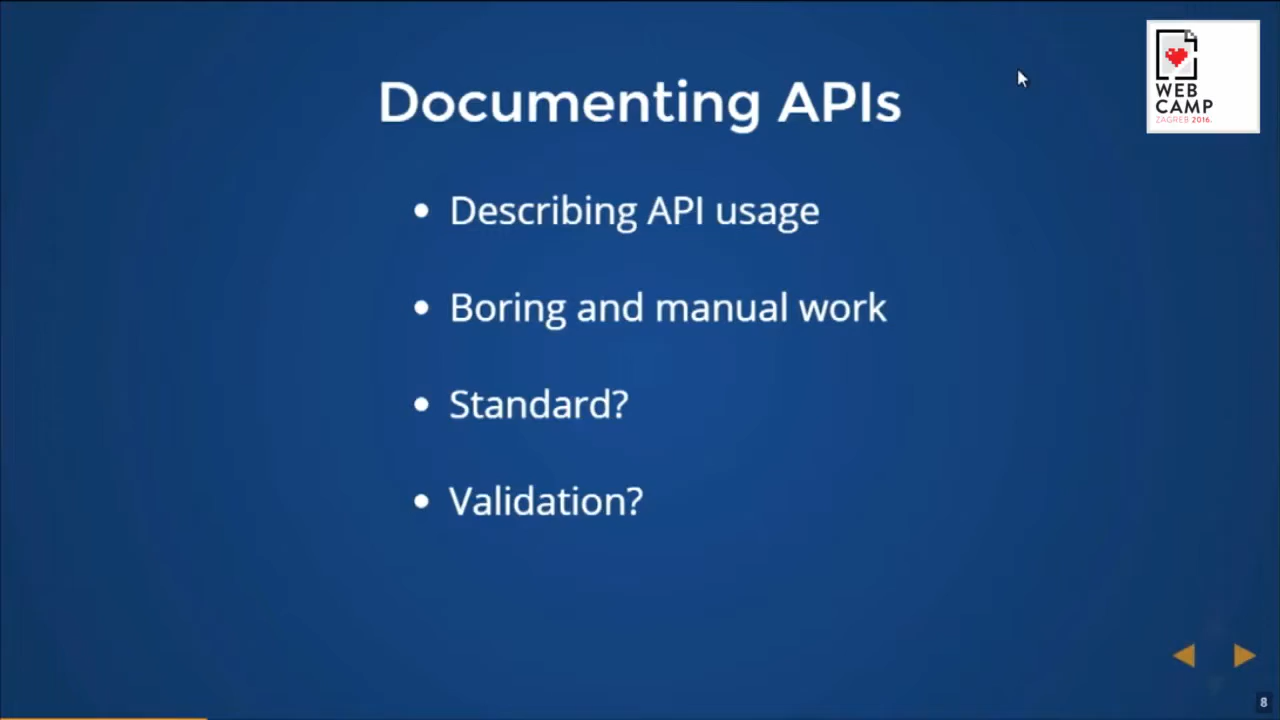 Documenting APIs
WEB
CAMP
ZAGREB 2016.
Describing API usage
Boring and manual work
Standard?
Validation?
8